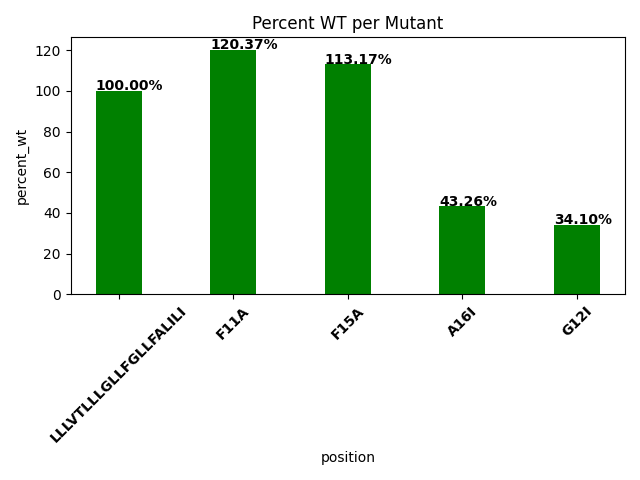 Percent WT per Mutant
percent_wt
120
100
80
60
40
20
0
100.00%
120.37%
113.17%
43.26%
34.10%
LLLVTLLLGLLFGLLFALILI
F11A
F15A
A16I
G12I
position